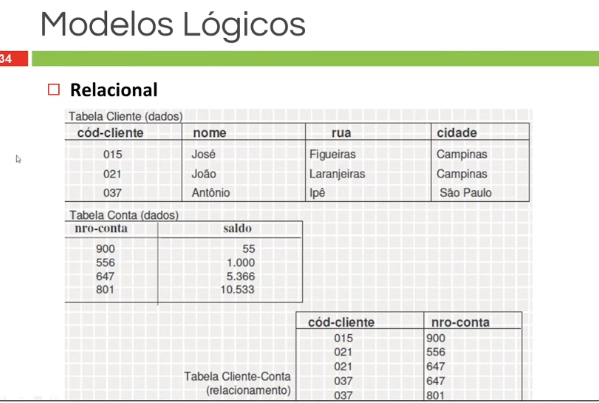 Modelos Lógicos
34
Relacional
Tabela Cliente (dados)
cód-cliente nome rua cidade
015 José Figueiras Campinas
021 João Laranjeiras Campinas
037 Antônio Ipê São Paulo
Tabela Conta (dados)
nro-conta saldo
900 55
556 1.000
647 5.366
801 10.533
cód-cliente nro-conta
015 900
021 556
021 647
Tabela Cliente-Conta 037 647
(relacionamento) 037 801